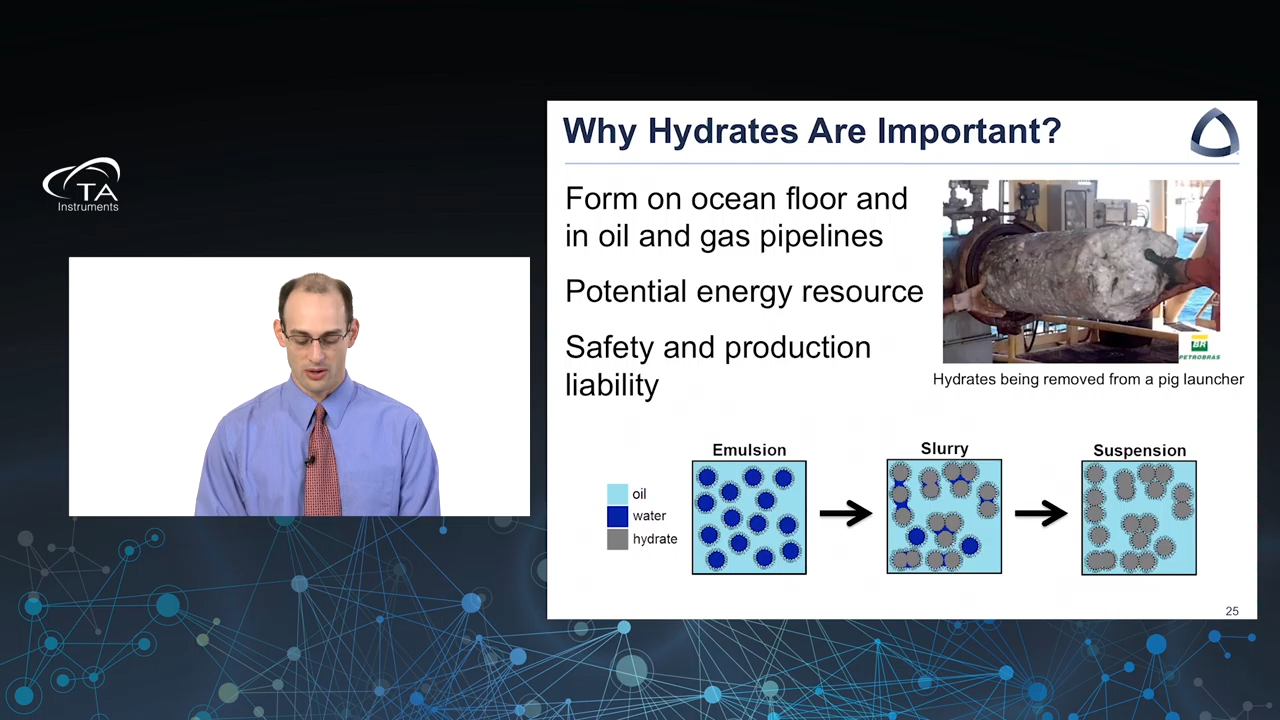 TA
Instruments
Why Hydrates Are Important?
Form on ocean floor and
in oil and gas pipelines
Potential energy resource
Safety and production
liability
BR
PETROBRAS
Hydrates being removed from a pig launcher
Emulsion
Slurry
Suspension
oil
water
hydrate
25